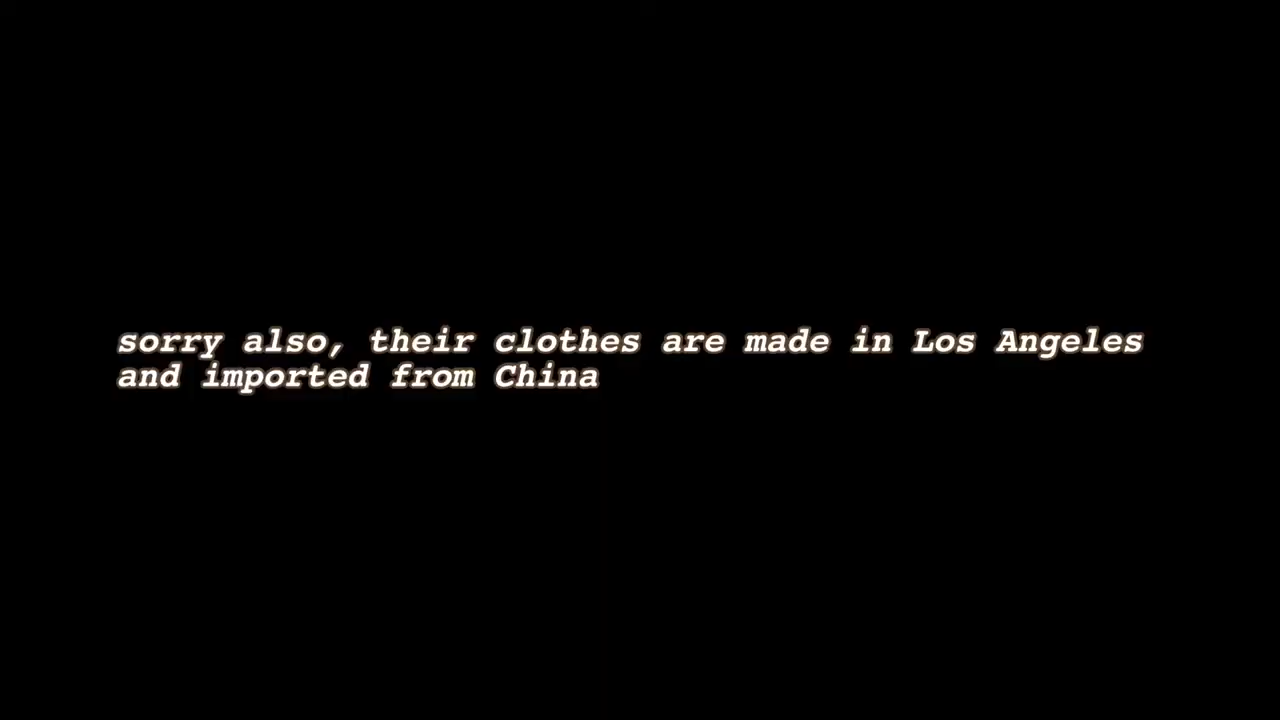 sorry also, their clothes are made in Los Angeles
and imported from China